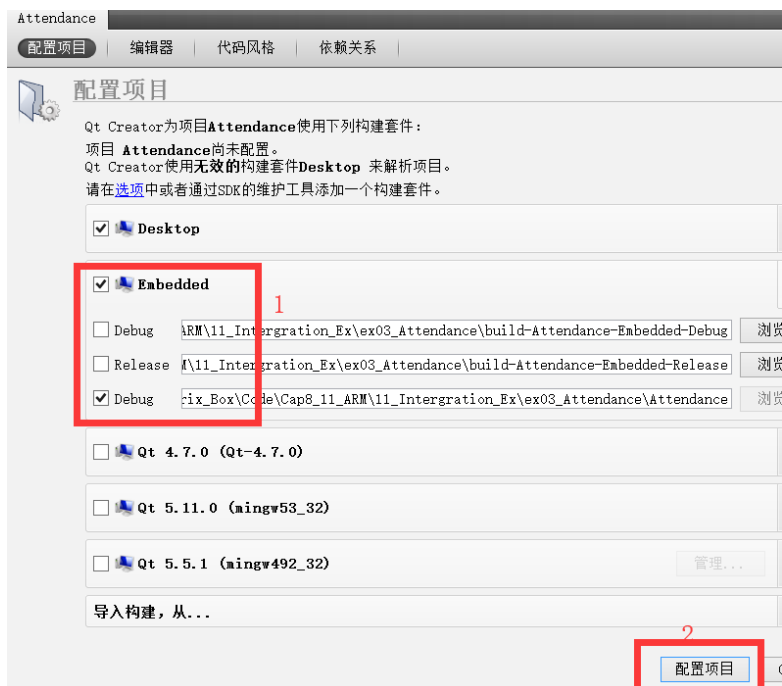 Attendance
配置项目 编辑器 代码风格 依赖关系
配置项目
Qt Creator为项目Attendance使用下列构建套件：
项目 Attendance尚未配置。
Qt Creator使用无效的构建套件Desktop 来解析项目。
请在选项中或者通过SDK的维护工具添加一个构建套件。
Desktop
Embedded
1
Debug ARM\11_Intergration_Ex\ex03_Attendance\build-Attendance-Embedded-Debug 浏览
Release \11_Intergration_Ex\ex03_Attendance\build-Attendance-Embedded-Release 浏览
Debug rix_Box\Code\Cap8_11_ARM\11_Intergration_Ex\ex03_Attendance\Attendance 浏览
Qt 4.7.0 (Qt-4.7.0)
Qt 5.11.0 (mingw53_32)
Qt 5.5.1 (mingw492_32) 管理...
导入构建，从...
2
配置项目